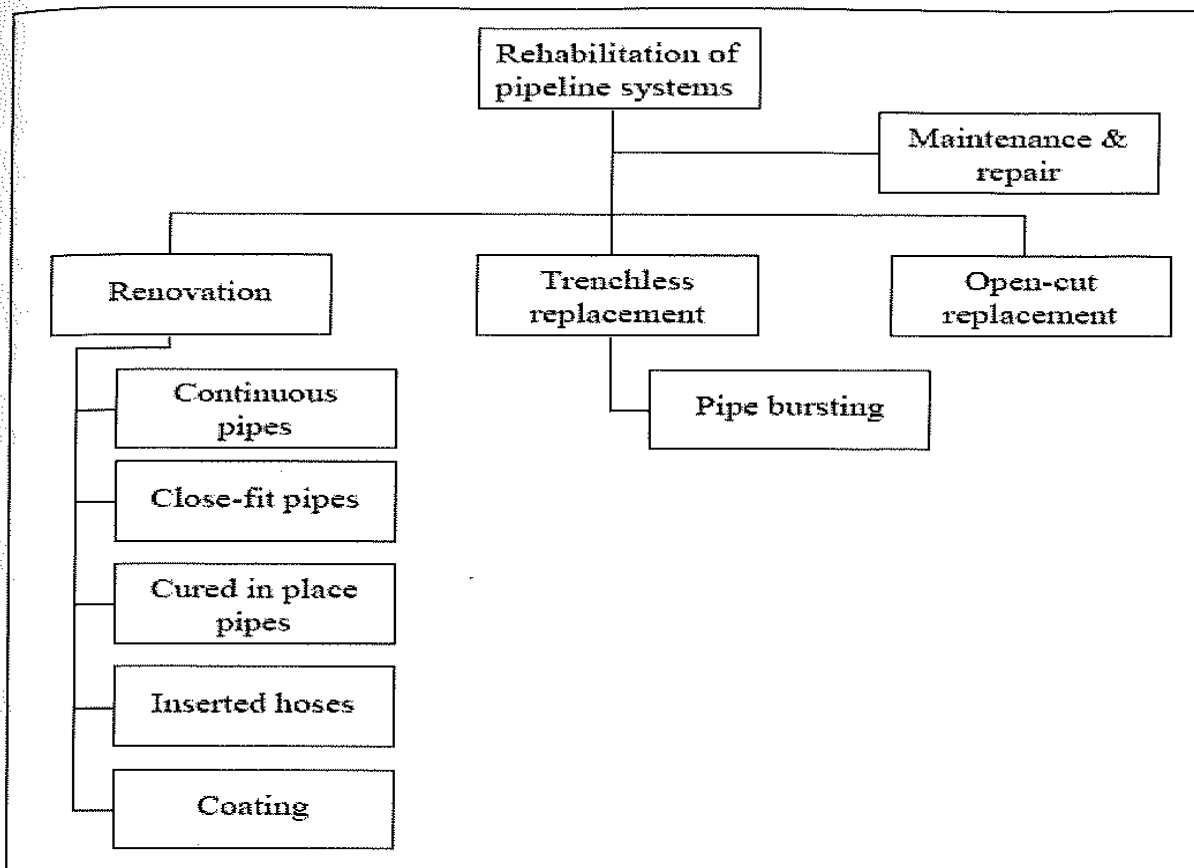 Rehabilitation of
pipeline systems
Maintenance &
repair
Renovation
Trenchless
replacement
Open-cut
replacement
Continuous
pipes
Pipe bursting
Close-fit pipes
Cured in place
pipes
Inserted hoses
Coating